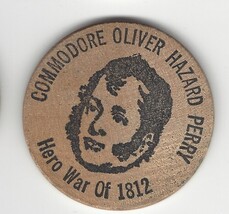 COMMODORE OLIVER HAZARD PERRY
Hero War Of 1812